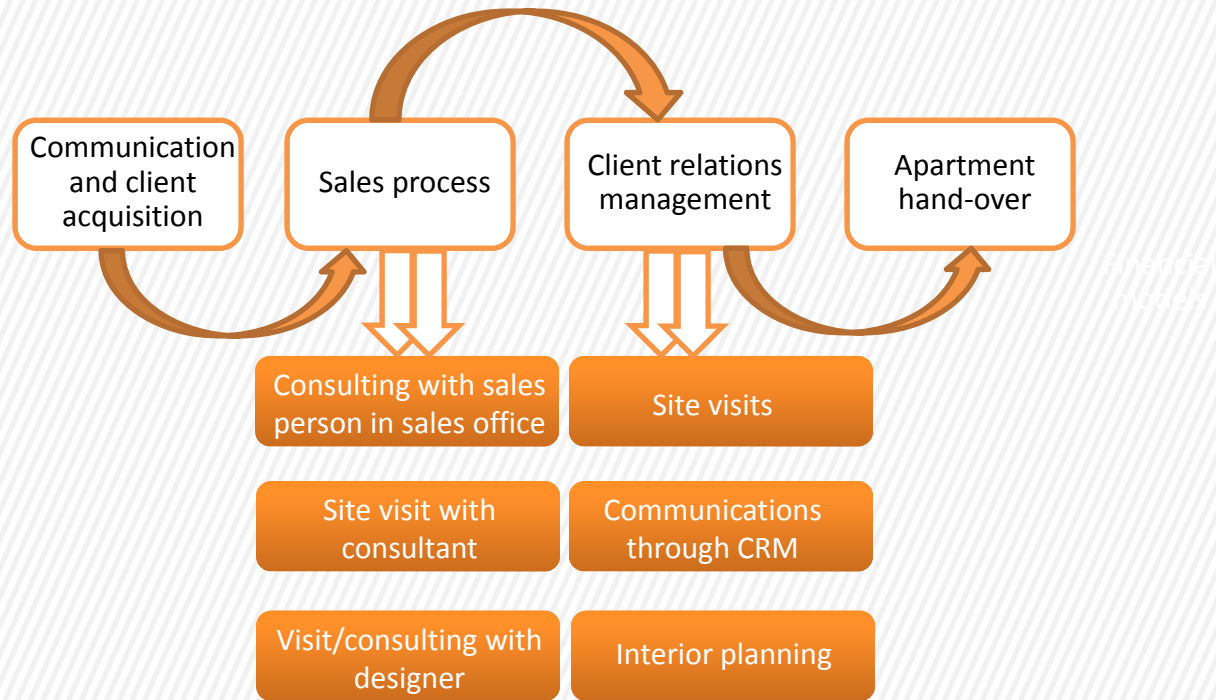 Communication
and client
acquisition
Sales process
Client relations
management
Apartment
hand-over
Financial
Consulting with sales
person in sales office
Site visits
Site visit with
consultant
Communications
through CRM
Visit/consulting with
designer
Interior planning